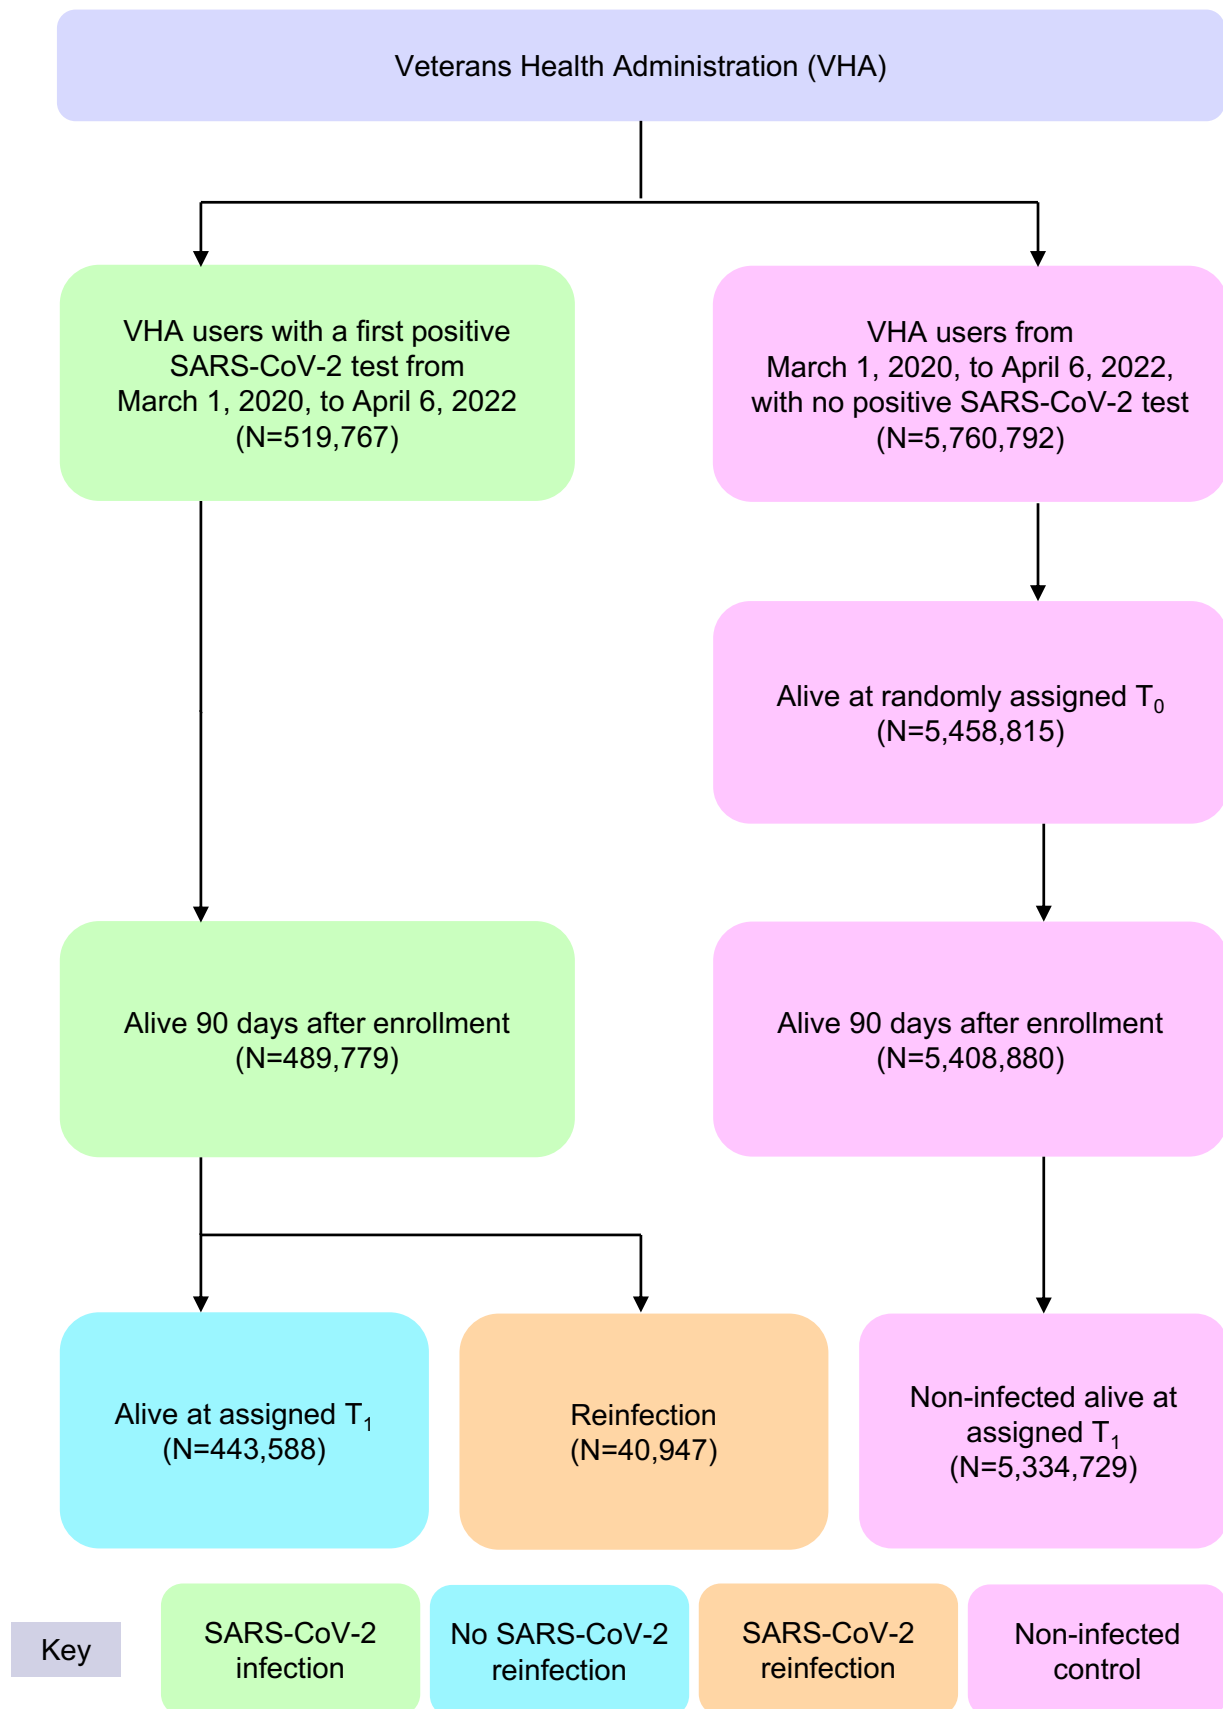 Veterans Health Administration (VHA)
VHA users with a first positive
SARS-CoV-2 test from
March 1, 2020, to April 6, 2022
(N=519,767)
VHA users from
March 1, 2020, to April 6, 2022,
with no positive SARS-CoV-2 test
(N=5,760,792)
Alive at randomly assigned T₀
(N=5,458,815)
Alive 90 days after enrollment
(N=489,779)
Alive 90 days after enrollment
(N=5,408,880)
Alive at assigned T₁
(N=443,588)
Reinfection
(N=40,947)
Non-infected alive at
assigned T₁
(N=5,334,729)
Key
SARS-CoV-2
infection
No SARS-CoV-2
reinfection
SARS-CoV-2
reinfection
Non-infected
control